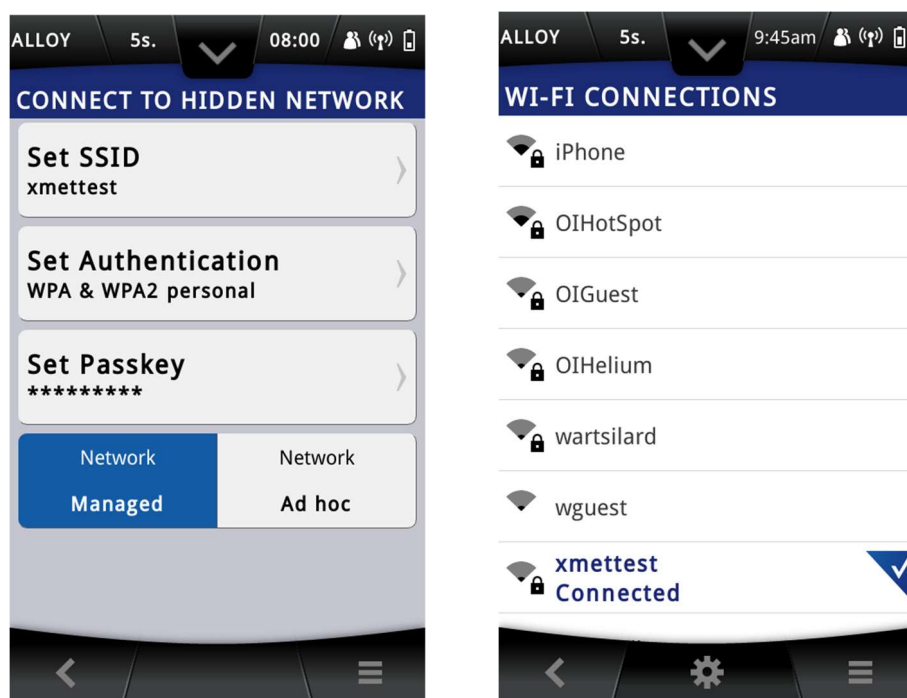 ALLOY 5s. 08:00
CONNECT TO HIDDEN NETWORK
Set SSID
xmettest
Set Authentication
WPA & WPA2 personal
Set Passkey
*********
Network Network
Managed Ad hoc
ALLOY 5s. 9:45am
WI-FI CONNECTIONS
iPhone
OIHotSpot
OIGuest
OIHelium
wartsilard
wguest
xmettest
Connected